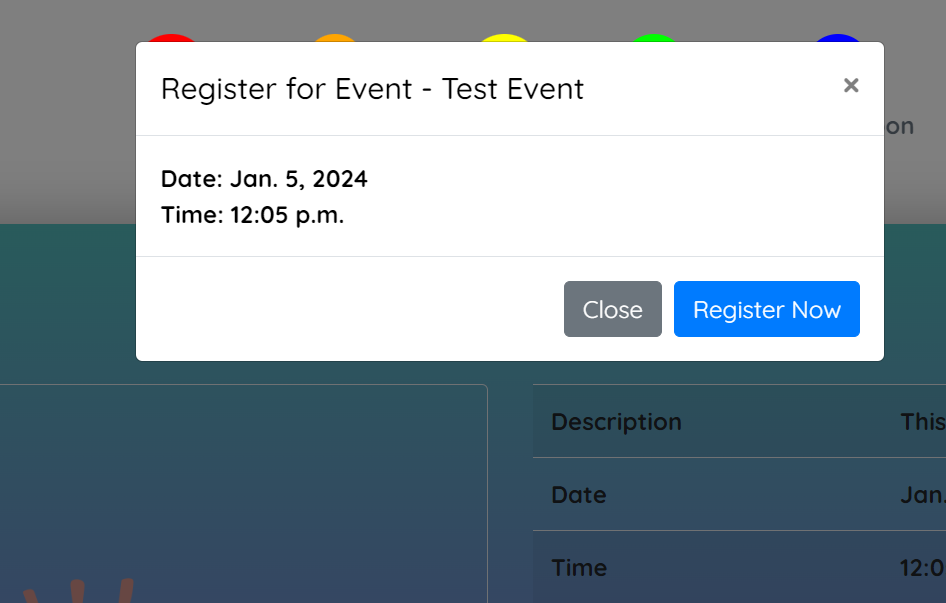 Register for Event - Test Event
×
on
Date: Jan. 5, 2024
Time: 12:05 p.m.
Close Register Now
Description This
Date Jan.
Time 12:0